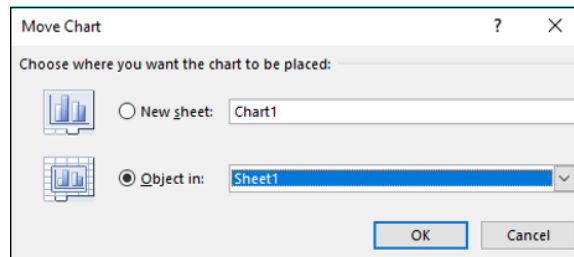 Move Chart ? ✕
Choose where you want the chart to be placed:
New sheet: Chart1
Object in: Sheet1
OK Cancel